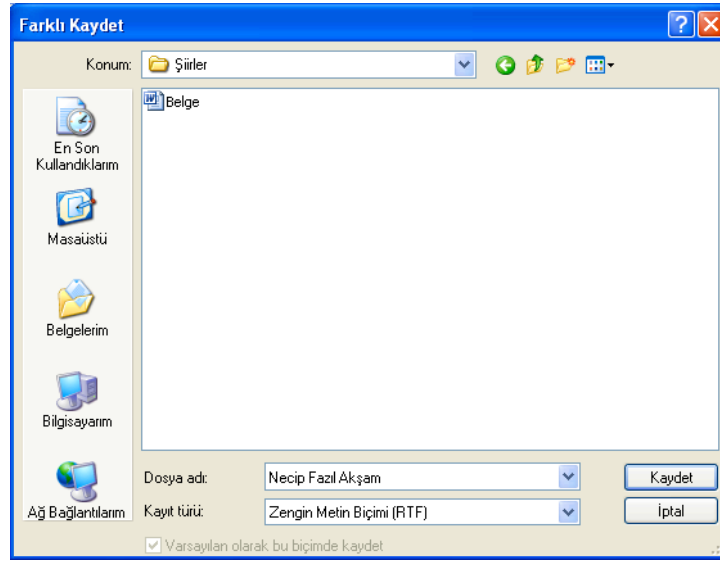 Farklı Kaydet
Konum: Şiirler
Belge
En Son
Kullandıklarım
Masaüstü
Belgelerim
Bilgisayarım
Ağ Bağlantılarım
Dosya adı: Necip Fazıl Akşam Kaydet
Kayıt türü: Zengin Metin Biçimi (RTF) İptal
Varsayılan olarak bu biçimde kaydet